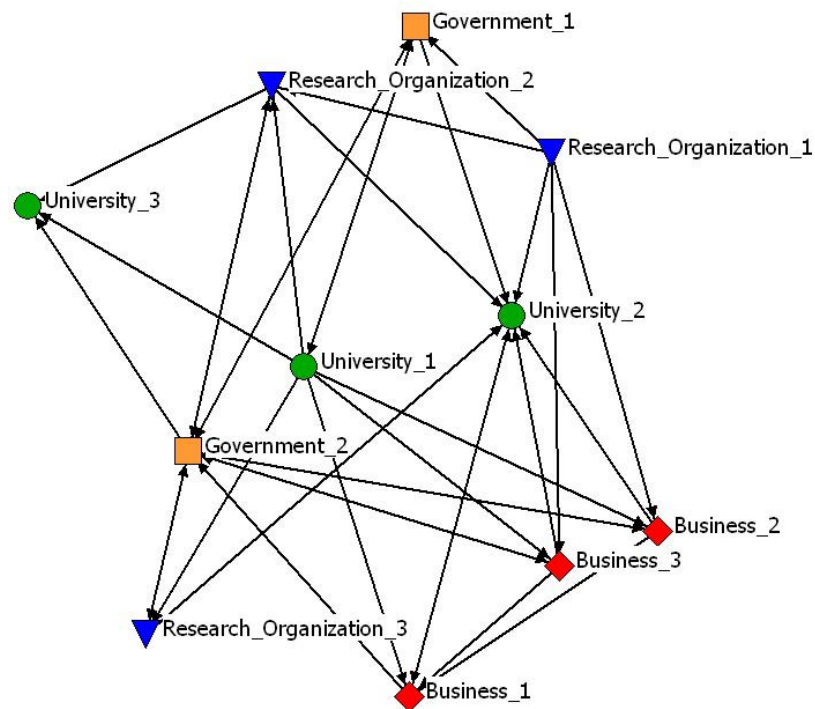 Government_1
Research_Organization_2
Research_Organization_1
University_3
University_2
University_1
Government_2
Business_2
Business_3
Research_Organization_3
Business_1